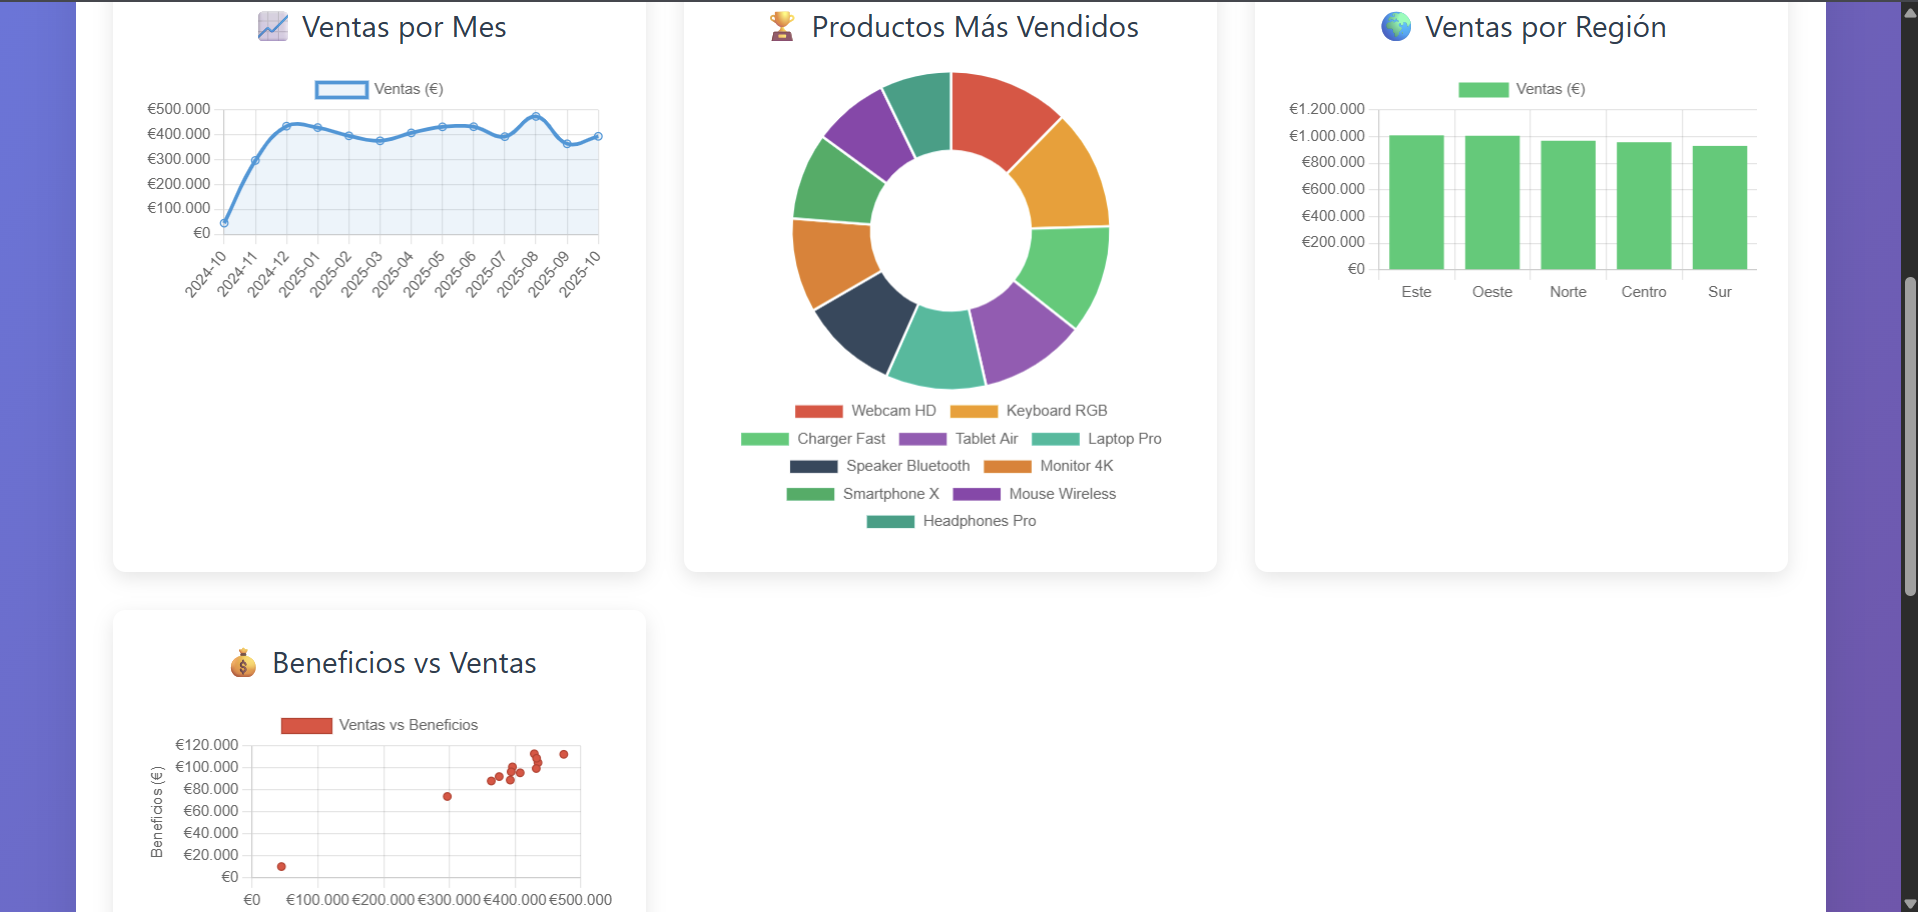 Ventas por Mes
Ventas (€)
€500.000
€400.000
€300.000
€200.000
€100.000
€0
2024-10
2024-11
2024-12
2025-01
2025-02
2025-03
2025-04
2025-05
2025-06
2025-07
2025-08
2025-09
2025-10
Productos Más Vendidos
Webcam HD Keyboard RGB
Charger Fast Tablet Air Laptop Pro
Speaker Bluetooth Monitor 4K
Smartphone X Mouse Wireless
Headphones Pro
Ventas por Región
Ventas (€)
€1.200.000
€1.000.000
€800.000
€600.000
€400.000
€200.000
€0
Este Oeste Norte Centro Sur
Beneficios vs Ventas
Ventas vs Beneficios
Beneficios (€)
€120.000
€100.000
€80.000
€60.000
€40.000
€20.000
€0
€0 €100.000 €200.000 €300.000 €400.000 €500.000